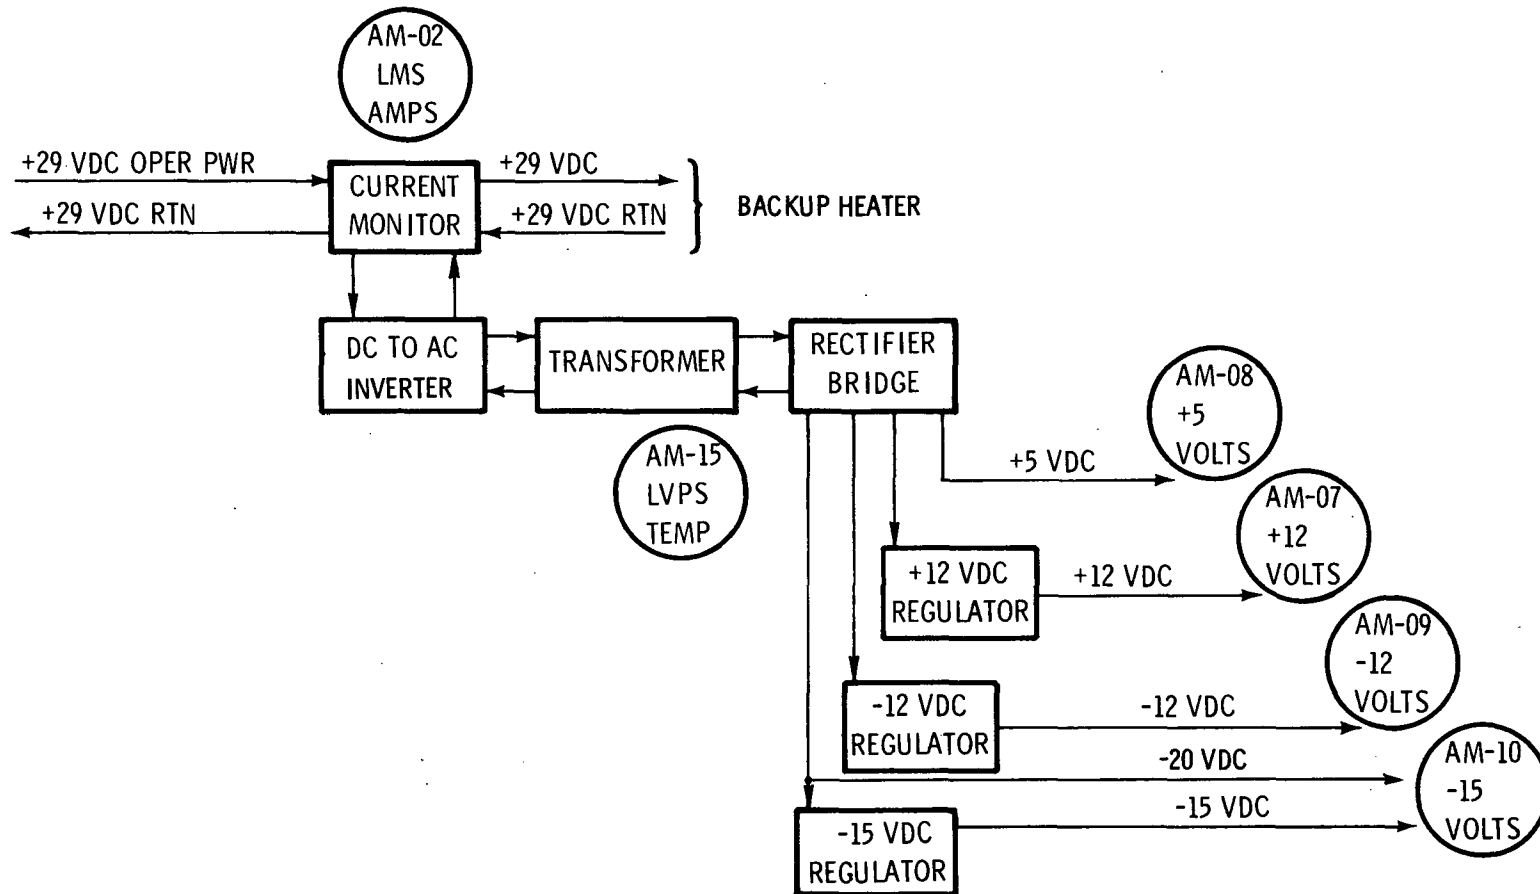 AM-02
LMS
AMPS
+29 VDC OPER PWR
+29 VDC RTN
CURRENT
MONITOR
+29 VDC
+29 VDC RTN
BACKUP HEATER
DC TO AC
INVERTER
TRANSFORMER
RECTIFIER
BRIDGE
AM-15
LVPS
TEMP
+5 VDC
AM-08
+5
VOLTS
+12 VDC
REGULATOR
+12 VDC
AM-07
+12
VOLTS
-12 VDC
REGULATOR
-12 VDC
AM-09
-12
VOLTS
-20 VDC
-15 VDC
REGULATOR
-15 VDC
AM-10
-15
VOLTS